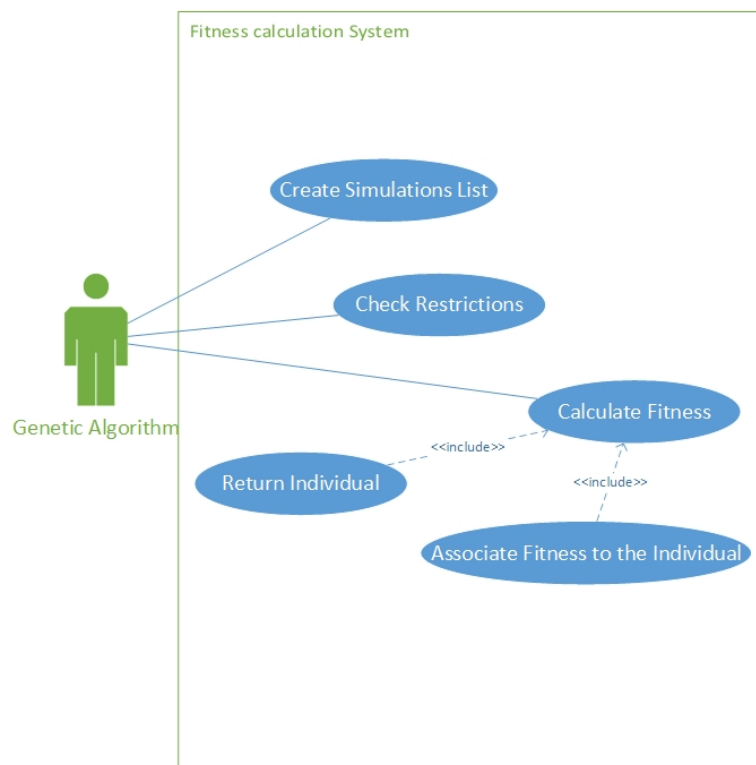 Fitness calculation System
Create Simulations List
Check Restrictions
Genetic Algorithm
Calculate Fitness
<<include>>
Return Individual
<<include>>
Associate Fitness to the Individual